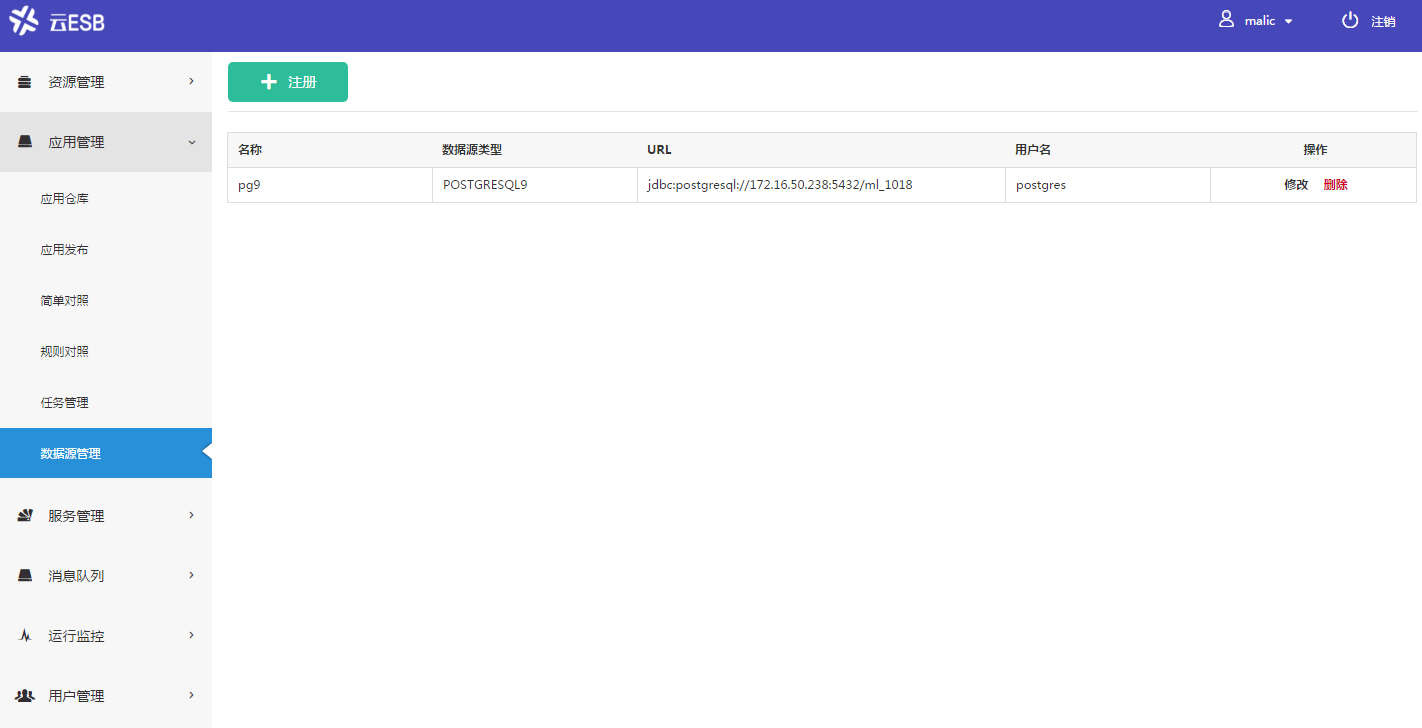 云ESB
malic
注销
资源管理
应用管理
应用仓库
应用发布
简单对照
规则对照
任务管理
数据源管理
服务管理
消息队列
运行监控
用户管理
注册
名称 数据源类型 URL 用户名 操作
pg9 POSTGRESQL9 jdbc:postgresql://172.16.50.238:5432/ml_1018 postgres 修改 删除